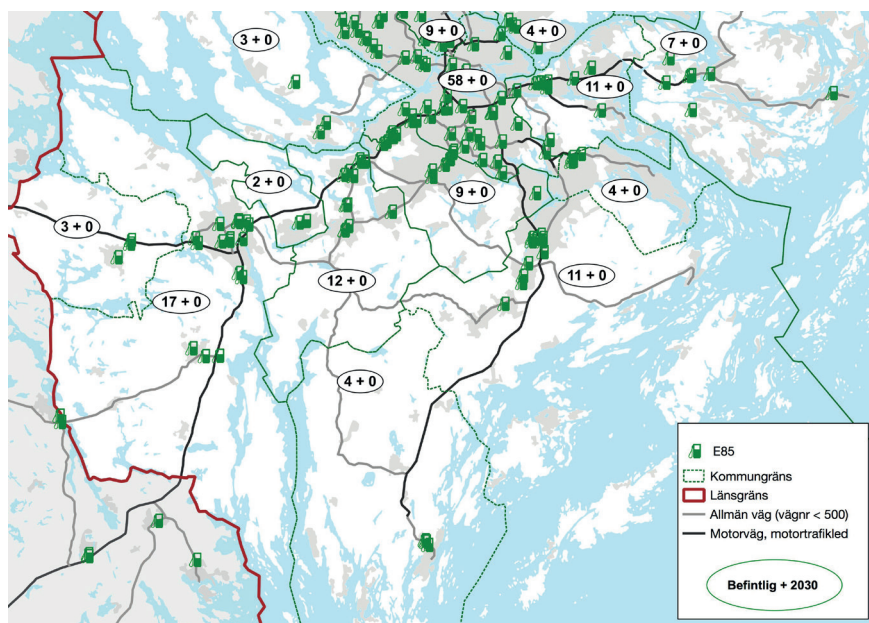 3 + 0
9 + 0
4 + 0
7 + 0
58 + 0
11 + 0
2 + 0
9 + 0
4 + 0
3 + 0
12 + 0
11 + 0
17 + 0
4 + 0
E85
Kommungräns
Länsgräns
Allmän väg (vägnr < 500)
Motorväg, motortrafikled
Befintlig + 2030